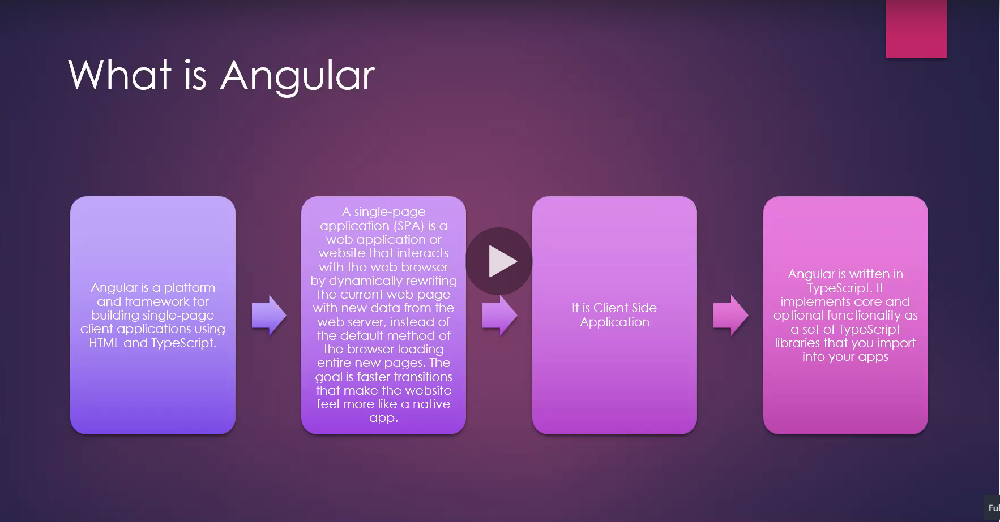 What is Angular
Angular is a platform
and framework for
building single-page
client applications using
HTML and TypeScript.
A single-page
application (SPA) is a
web application or
website that interacts
with the web browser
by dynamically rewriting
the current web page
with new data from the
web server, instead of
the default method of
the browser loading
entire new pages. The
goal is faster transitions
that make the website
feel more like a native
app.
It is Client Side
Application
Angular is written in
TypeScript. It
implements core and
optional functionality as
a set of TypeScript
libraries that you import
into your apps